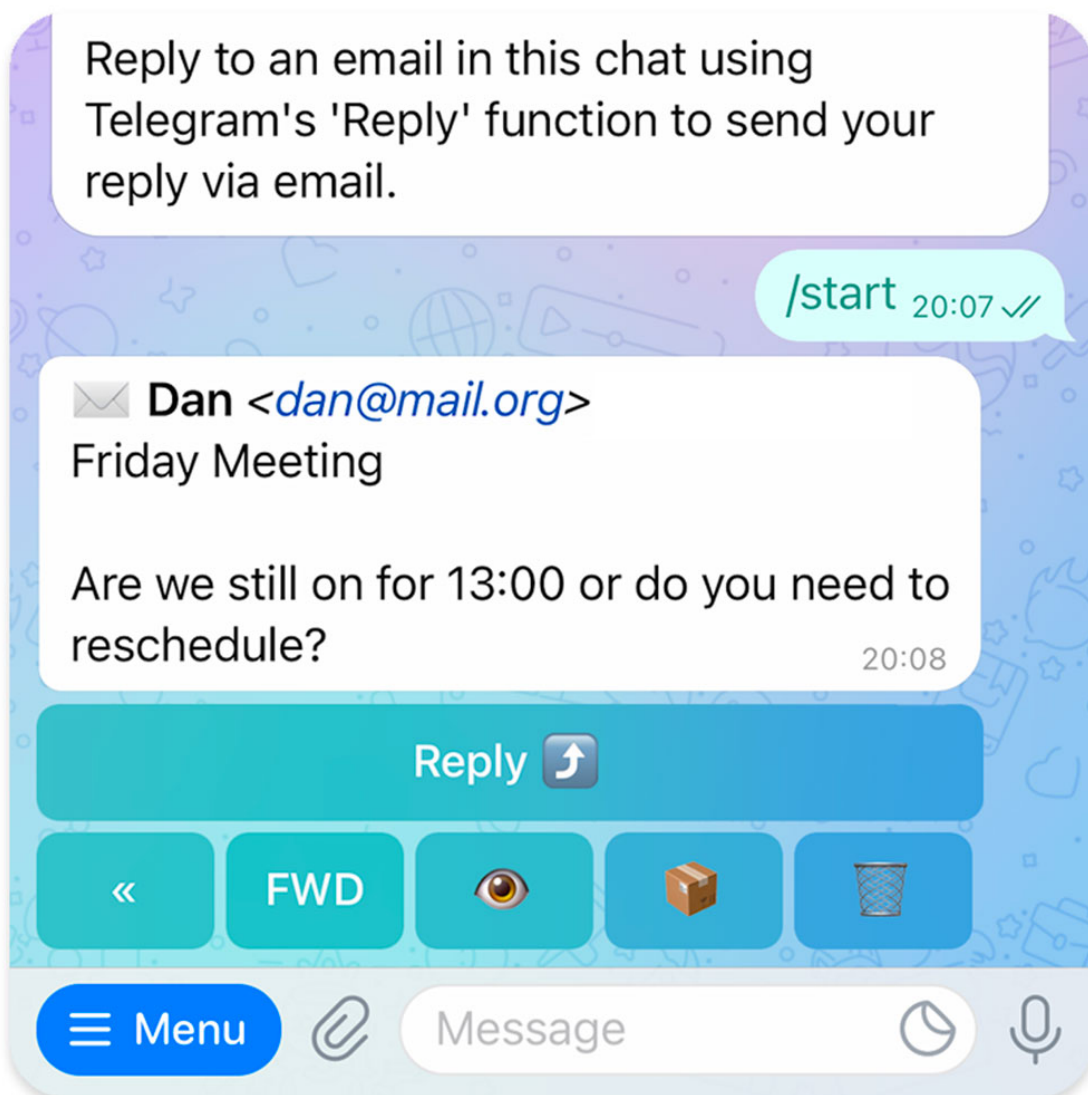 Reply to an email in this chat using
Telegram's 'Reply' function to send your
reply via email.
/start 20:07
Dan <dan@mail.org>
Friday Meeting
Are we still on for 13:00 or do you need to
reschedule?
20:08
Reply
«
FWD
Menu
Message